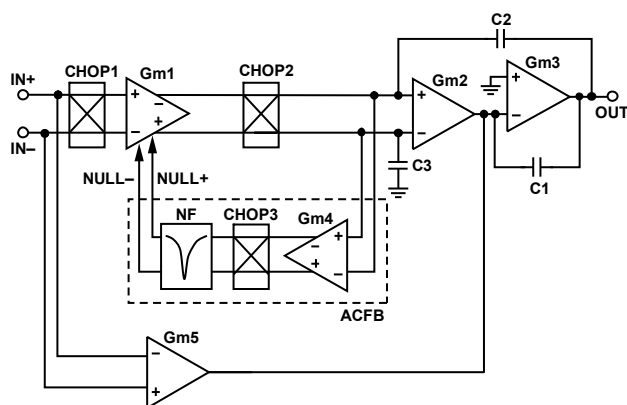 C2
CHOP1
Gm1
CHOP2
Gm3
IN+
Gm2
+
+
−
+
+
−
−
+
−
−
OUT
IN−
C3
C1
NULL−
NULL+
NF
CHOP3
Gm4
−
+
+
−
ACFB
Gm5
−
+